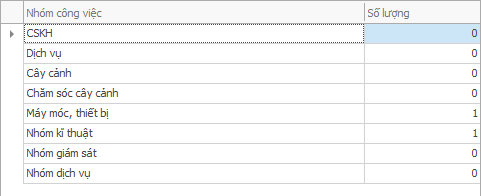 Nhóm công việc Số lượng
CSKH 0
Dịch vụ 0
Cây cảnh 0
Chăm sóc cây cảnh 0
Máy móc, thiết bị 1
Nhóm kĩ thuật 1
Nhóm giám sát 0
Nhóm dịch vụ 0